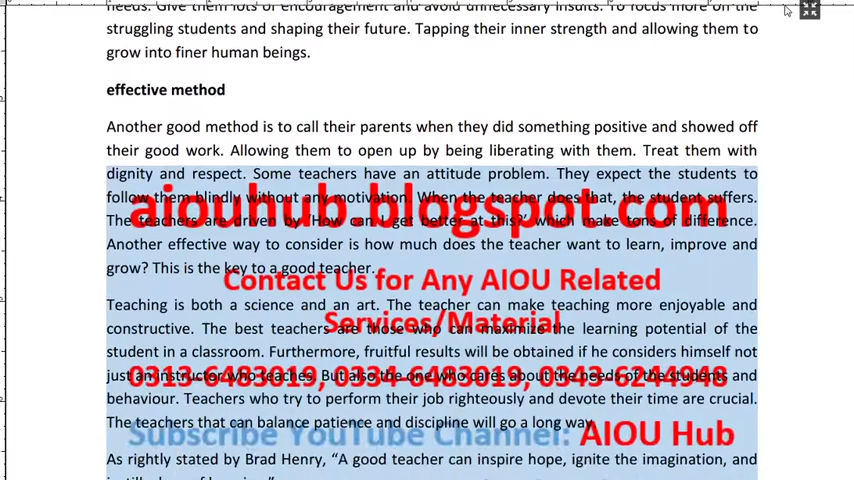 needs. Give them lots of encouragement and avoid unnecessary insults. To focus more on the
struggling students and shaping their future. Tapping their inner strength and allowing them to
grow into finer human beings.
effective method
Another good method is to call their parents when they did something positive and showed off
their good work. Allowing them to open up by being liberating with them. Treat them with
dignity and respect. Some teachers have an attitude problem. They expect the students to
follow them blindly without any motivation. When the teacher does that, the student suffers.
aiouhub.blogspot.com
The teachers are driven by ‘How can I get better at this?’ which make tons of difference.
Another effective way to consider is how much does the teacher want to learn, improve and
grow? This is the key to a good teacher.
Contact Us for Any AIOU Related
Services/Material
Teaching is both a science and an art. The teacher can make teaching more enjoyable and
constructive. The best teachers are those who can maximize the learning potential of the
student in a classroom. Furthermore, fruitful results will be obtained if he considers himself not
just an instructor who teaches. But also the one who cares about the needs of the students and
0313-6483019, 0334-6483019, 0343-6244948
behaviour. Teachers who try to perform their job righteously and devote their time are crucial.
The teachers that can balance patience and discipline will go a long way.
Subscribe YouTube Channel: AIOU Hub
As rightly stated by Brad Henry, “A good teacher can inspire hope, ignite the imagination, and